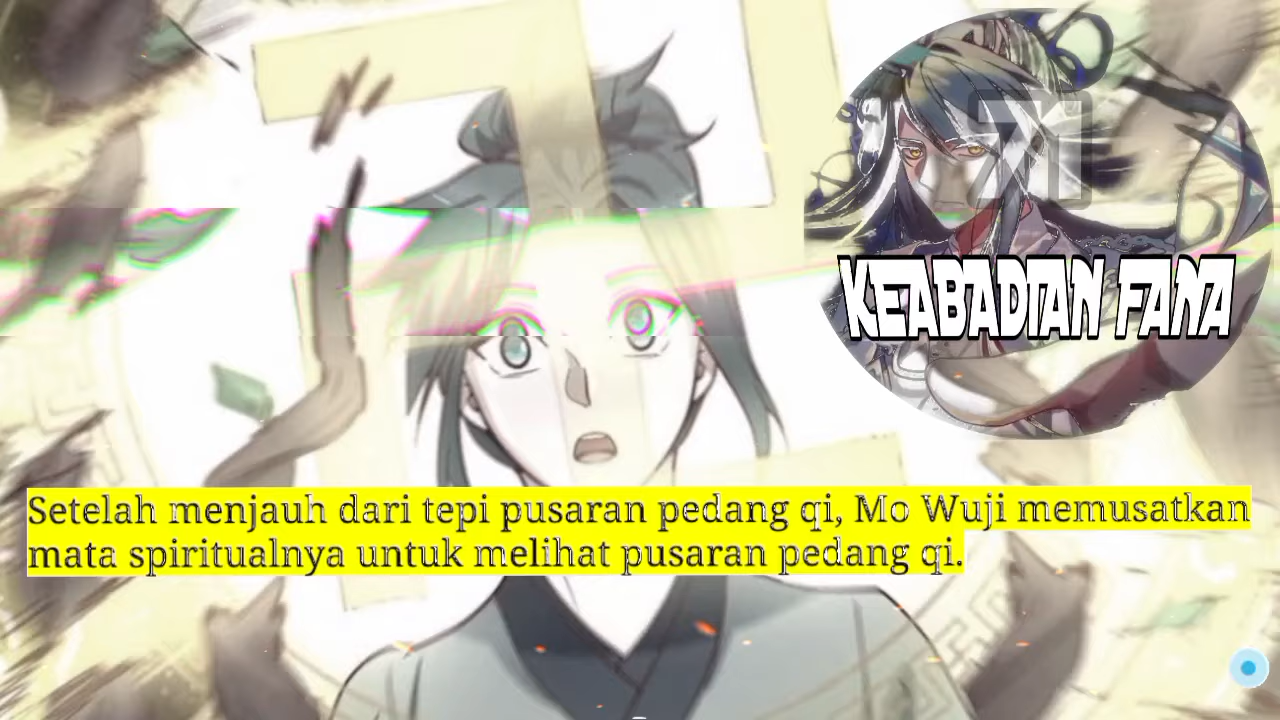 KEABADIAN FANA
Setelah menjauh dari tepi pusaran pedang qi, Mo Wuji memusatkan
mata spiritualnya untuk melihat pusaran pedang qi.